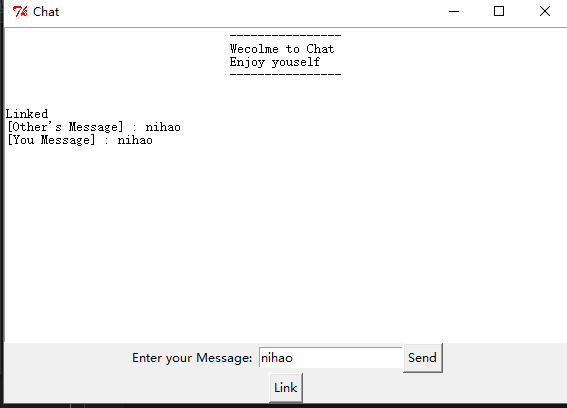 Chat
----------------
Wecolme to Chat
Enjoy youself
----------------
Linked
[Other's Message] : nihao
[You Message] : nihao
Enter your Message: nihao Send
Link